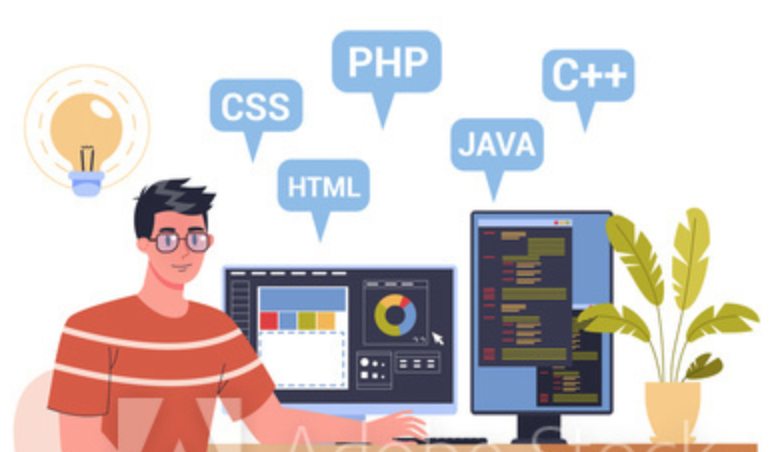 PHP
C++
CSS
JAVA
HTML
Adobe Stock